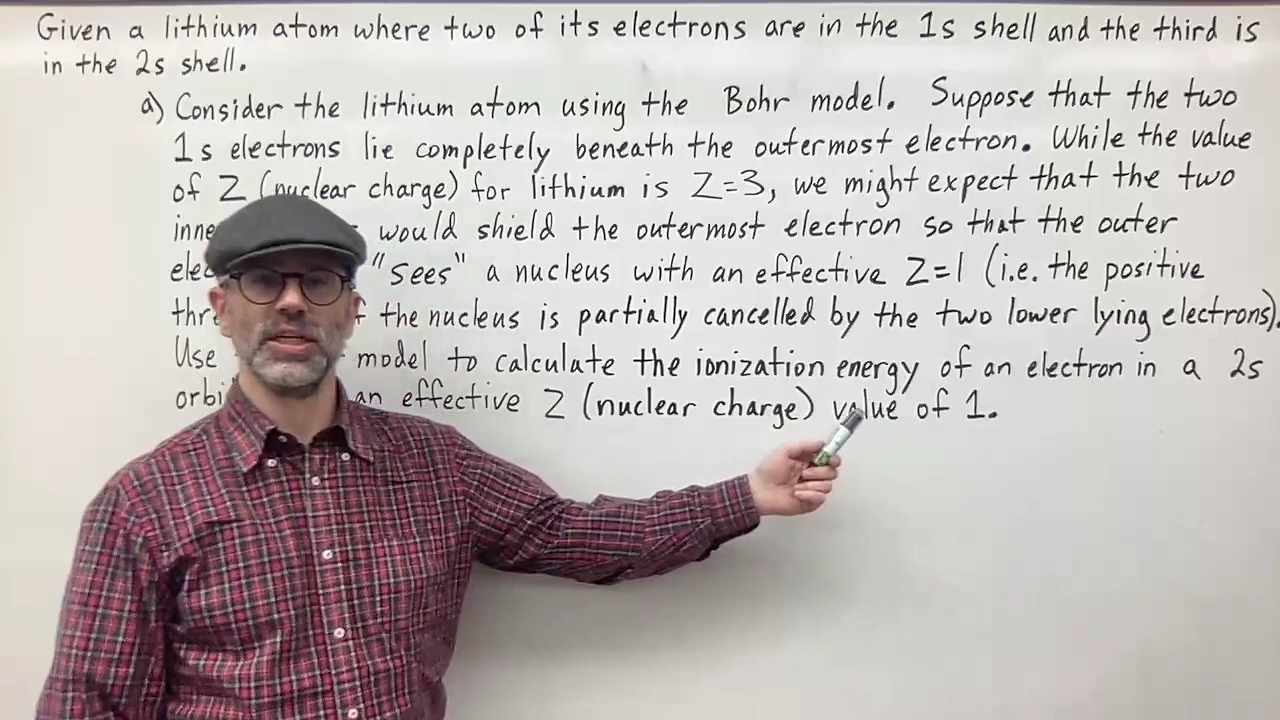 Given a lithium atom where two of its electrons are in the 1s shell and the third is
in the 2s shell.
a) Consider the lithium atom using the Bohr model. Suppose that the two
1s electrons lie completely beneath the outermost electron. While the value
of Z (nuclear charge) for lithium is Z=3, we might expect that the two
would shield the outermost electron so that the outer
"sees" a nucleus with an effective Z=1 (i.e. the positive
the nucleus is partially cancelled by the two lower lying electrons).
Use model to calculate the ionization energy of an electron in a 2s
an effective Z (nuclear charge) value of 1.